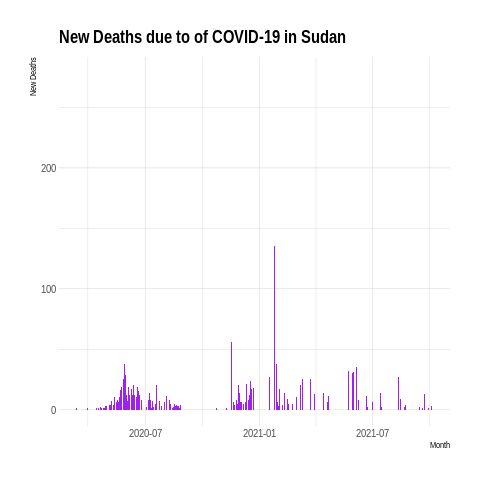 New Deaths due to of COVID-19 in Sudan
New Deaths
200
100
0
2020-07
2021-01
2021-07
Month